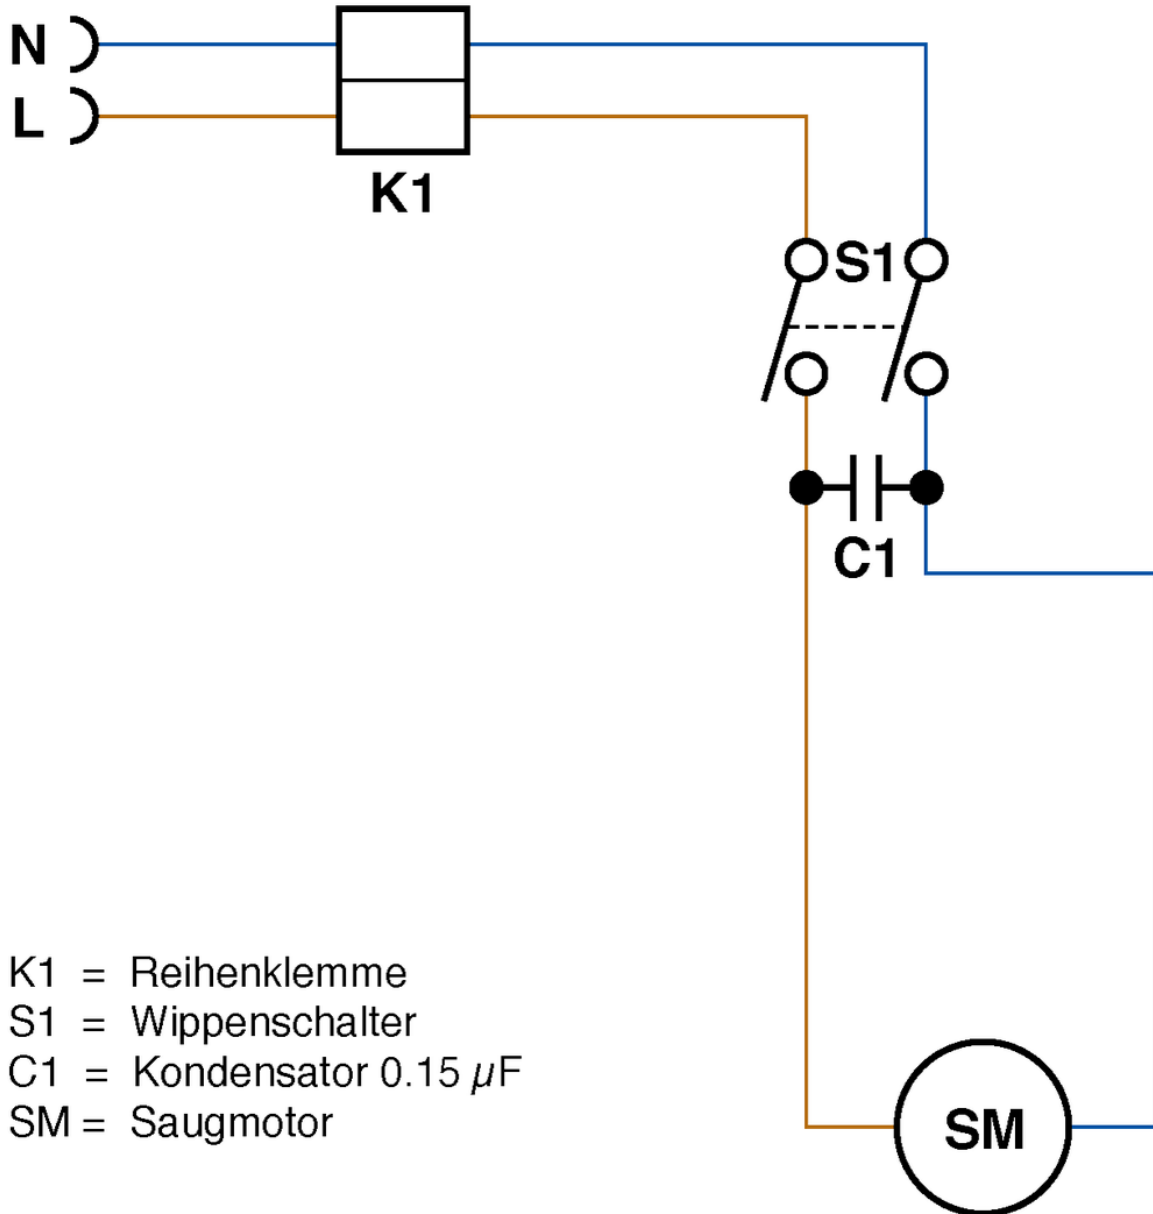 N
L
K1
S1
C1
K1 = Reihenklemme
S1 = Wippenschalter
C1 = Kondensator 0.15 µF
SM = Saugmotor
SM